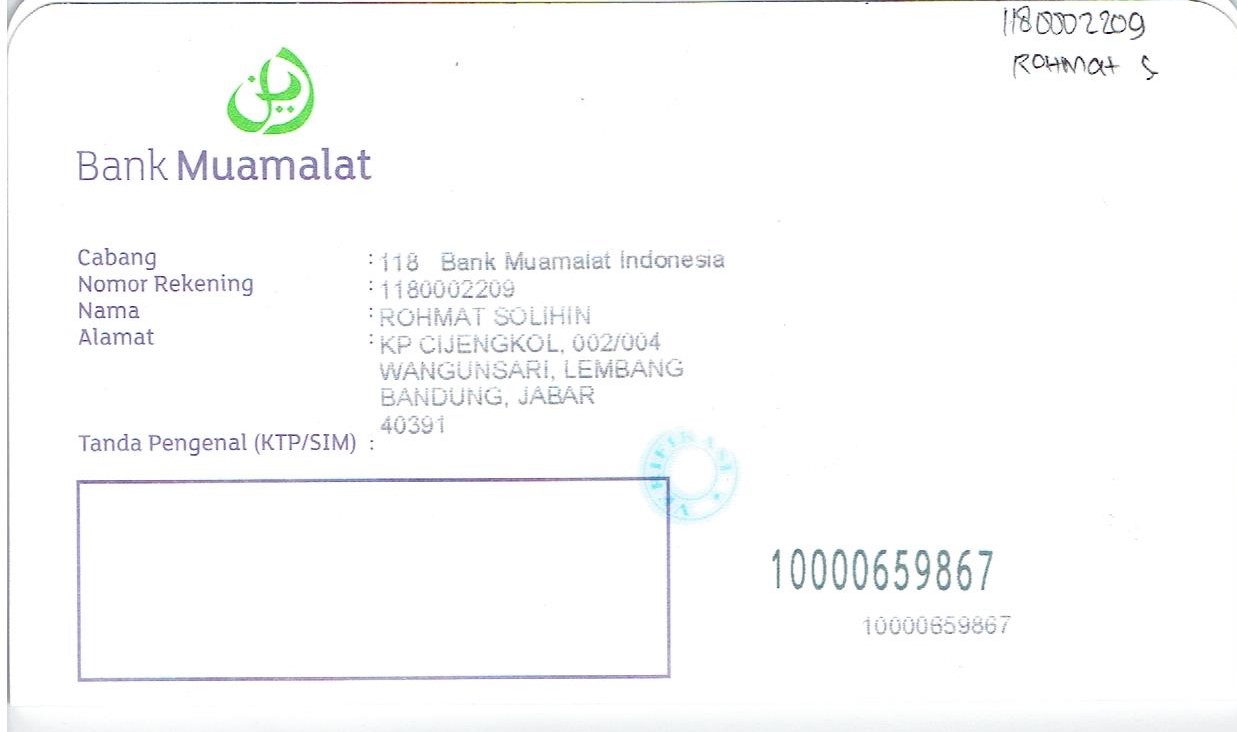 1180002209
ROHMAT S
Bank Muamalat
Cabang : 118 Bank Muamalat Indonesia
Nomor Rekening : 1180002209
Nama : ROHMAT SOLIHIN
Alamat : KP CIJENGKOL, 002/004
WANGUNSARI, LEMBANG
BANDUNG, JABAR
40391
Tanda Pengenal (KTP/SIM) :
VERIFIKASI
10000659867
10000659867